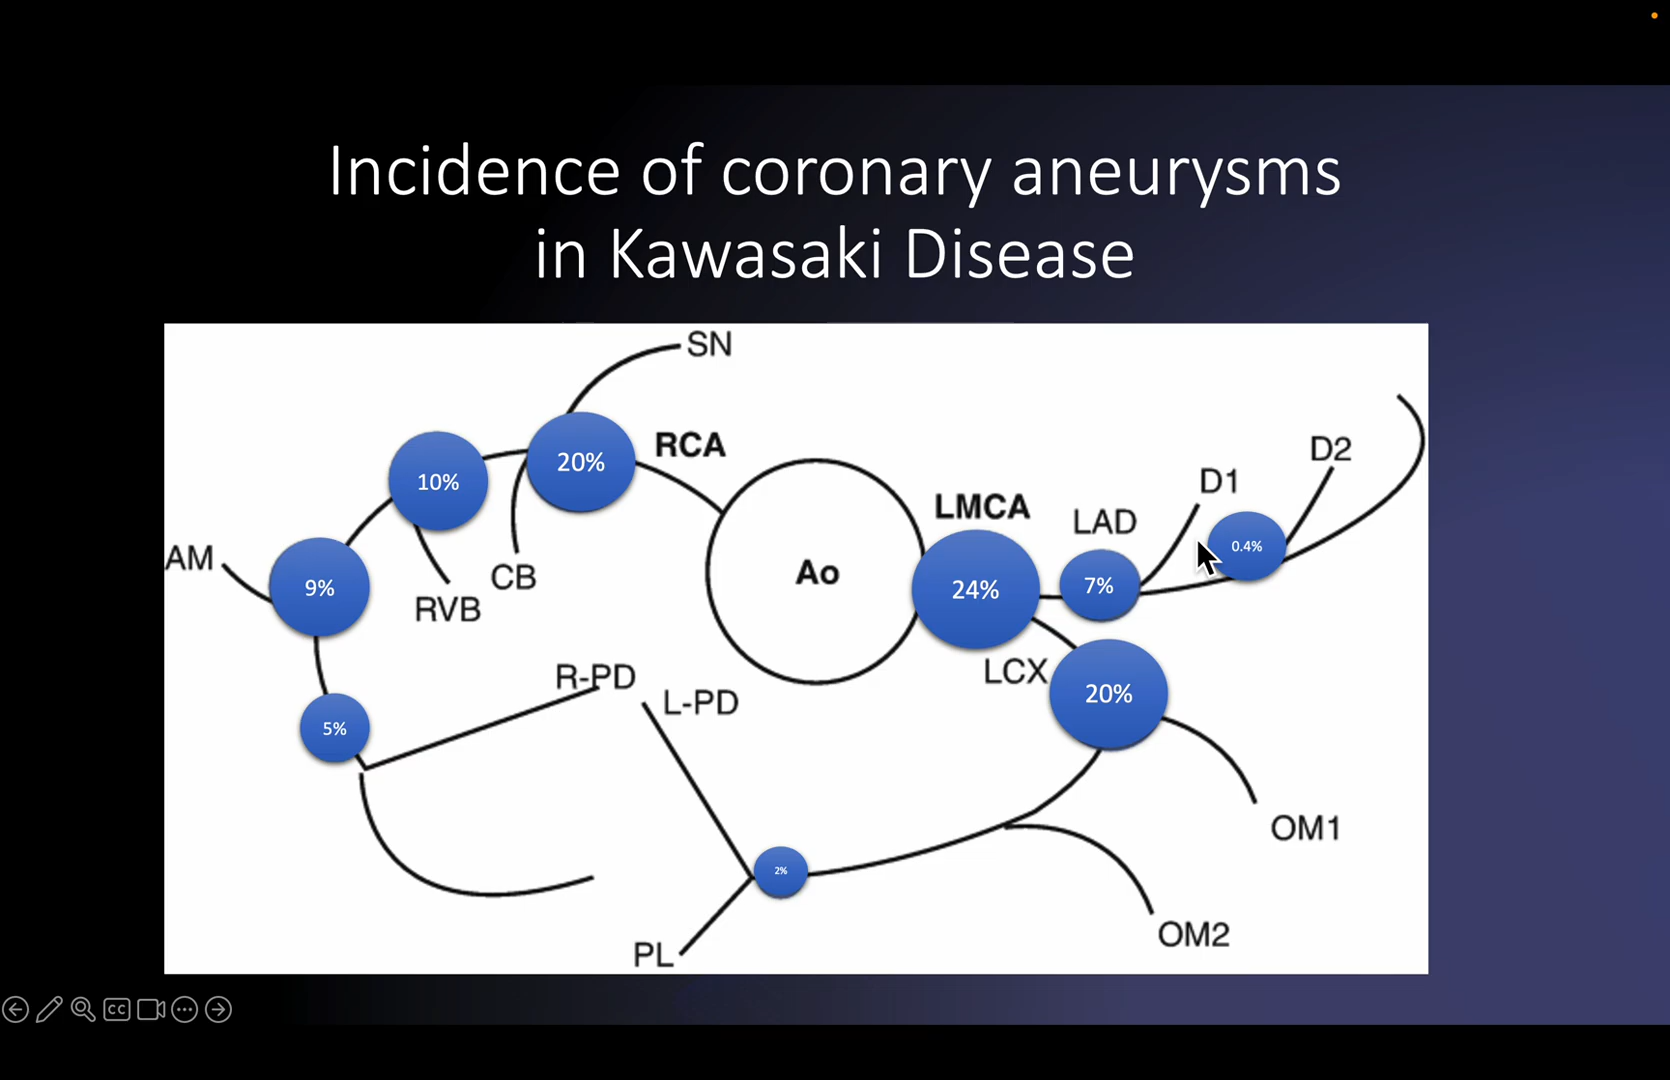 Incidence of coronary aneurysms
in Kawasaki Disease
SN
RCA
20%
10%
AM
9%
RVB
CB
Ao
LMCA
24%
LAD
7%
D1
D2
0.4%
LCX
20%
R-PD
L-PD
5%
2%
OM1
OM2
PL
CC